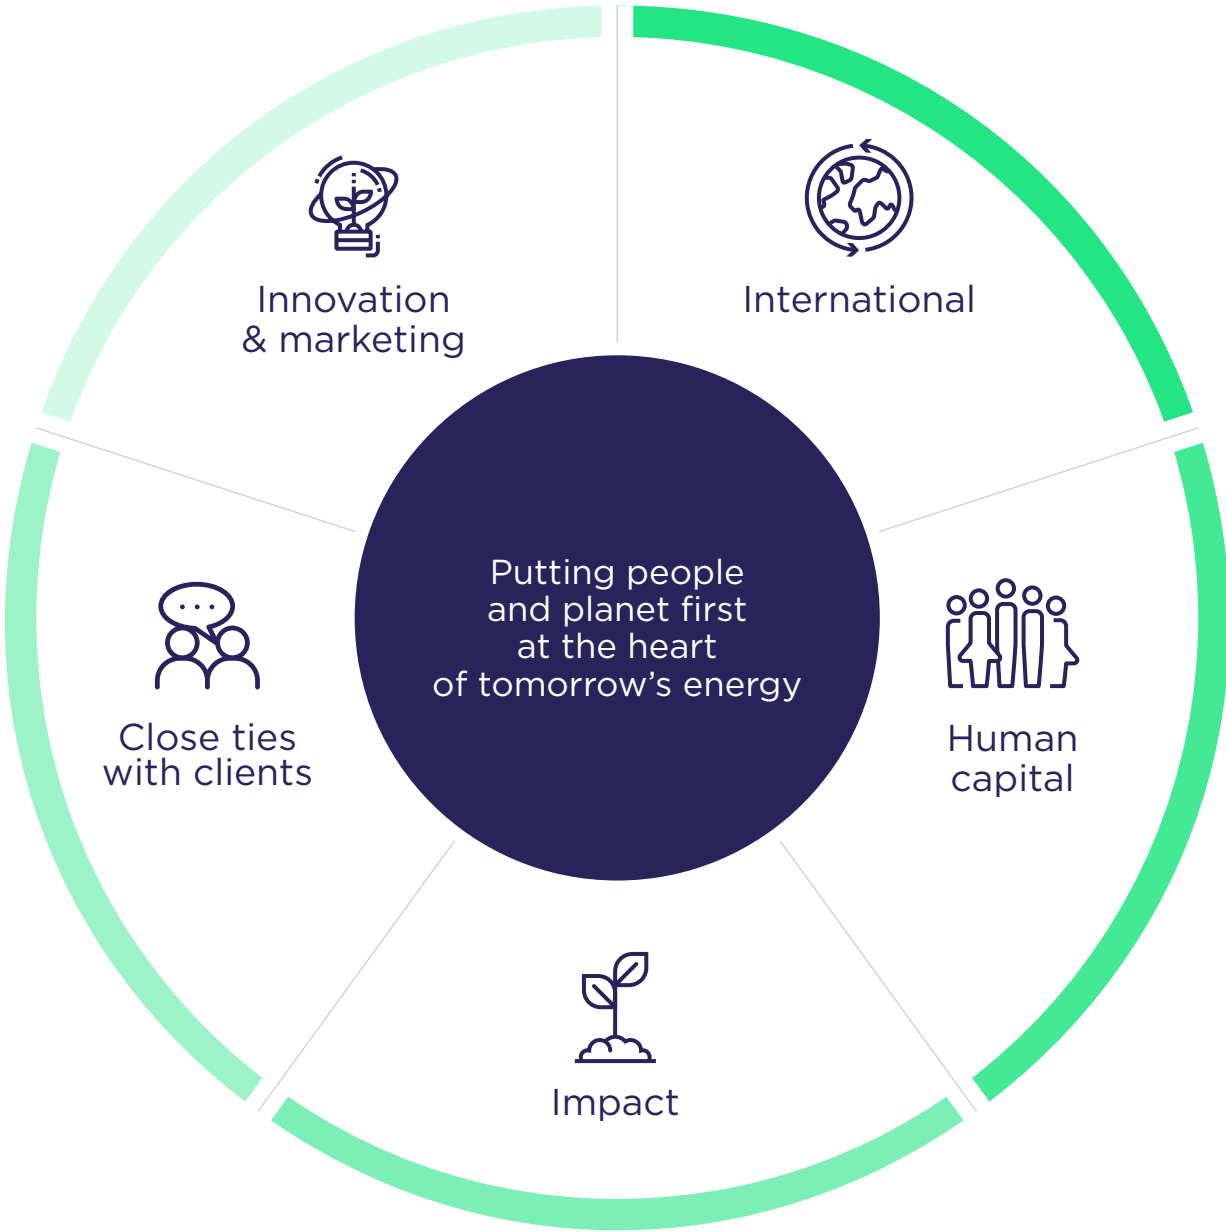 Innovation
& marketing
International
Putting people
and planet first
at the heart
of tomorrow’s energy
Close ties
with clients
Human
capital
Impact